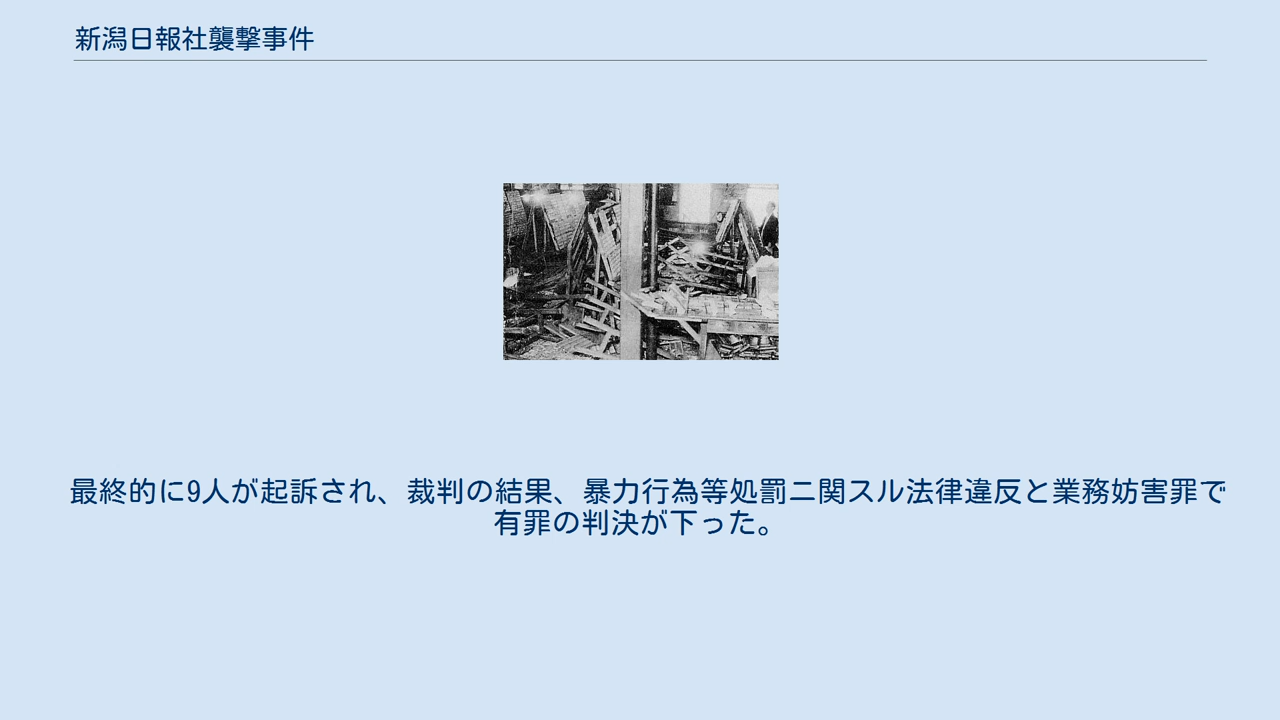 新潟日報社襲撃事件
最終的に9人が起訴され、裁判の結果、暴力行為等処罰ニ関スル法律違反と業務妨害罪で
有罪の判決が下った。